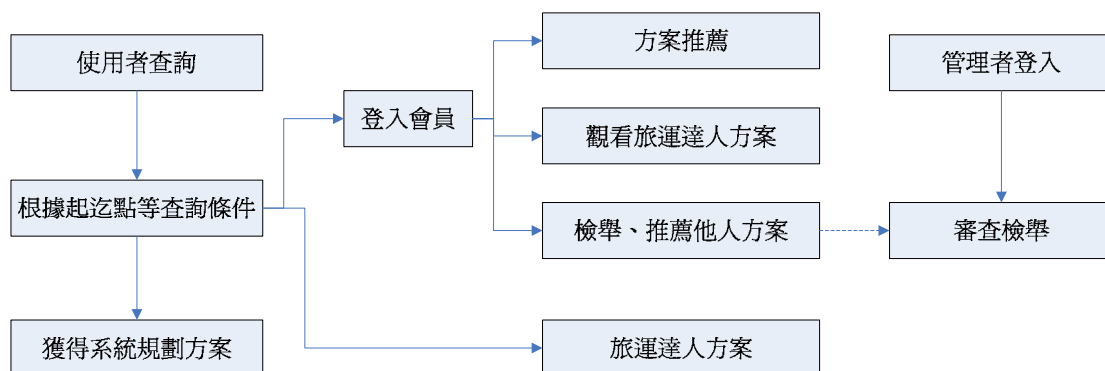 使用者查詢
根據起迄點等查詢條件
獲得系統規劃方案
登入會員
方案推薦
觀看旅運達人方案
檢舉、推薦他人方案
旅運達人方案
管理者登入
審查檢舉